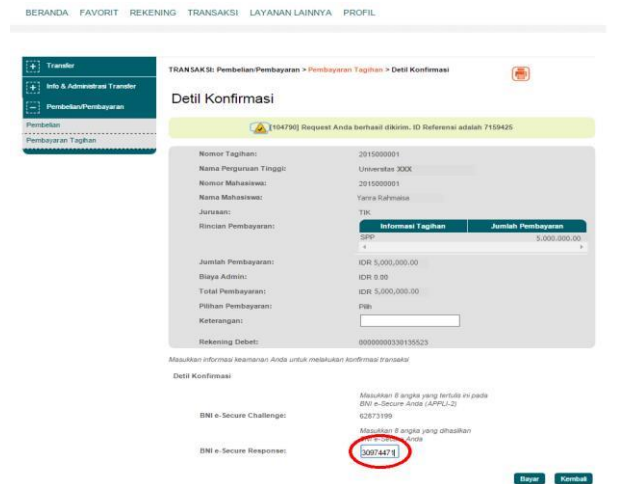 BERANDA FAVORIT REKENING TRANSAKSI LAYANAN LAINNYA PROFIL
Transfer
Info & Administrasi Transfer
Pembelian/Pembayaran
Pembelian
Pembayaran Tagihan
TRANSAKSI: Pembelian/Pembayaran > Pembayaran Tagihan > Detil Konfirmasi
Detil Konfirmasi
[104790] Request Anda berhasil dikirim. ID Referensi adalah 7159425
Nomor Tagihan: 2015000001
Nama Perguruan Tinggi: Universitas XXX
Nomor Mahasiswa: 2015000001
Nama Mahasiswa: Yanra Rahmaisa
Jurusan: TIK
Rincian Pembayaran: Informasi Tagihan Jumlah Pembayaran
SPP 5.000.000.00
Jumlah Pembayaran: IDR 5,000,000.00
Biaya Admin: IDR 0.00
Total Pembayaran: IDR 5,000,000.00
Pilihan Pembayaran: Pilih
Keterangan:
Rekening Debet: 00000000330135525
Masukkan informasi keamanan Anda untuk melakukan konfirmasi transaksi
Detil Konfirmasi
Masukkan 8 angka yang tertulis ini pada
BNI e-Secure Anda (APPLI-2)
BNI e-Secure Challenge: 62873199
Masukkan 8 angka yang dihasilkan
BNI e-Secure Anda
BNI e-Secure Response: 30974471
Bayar Kembali